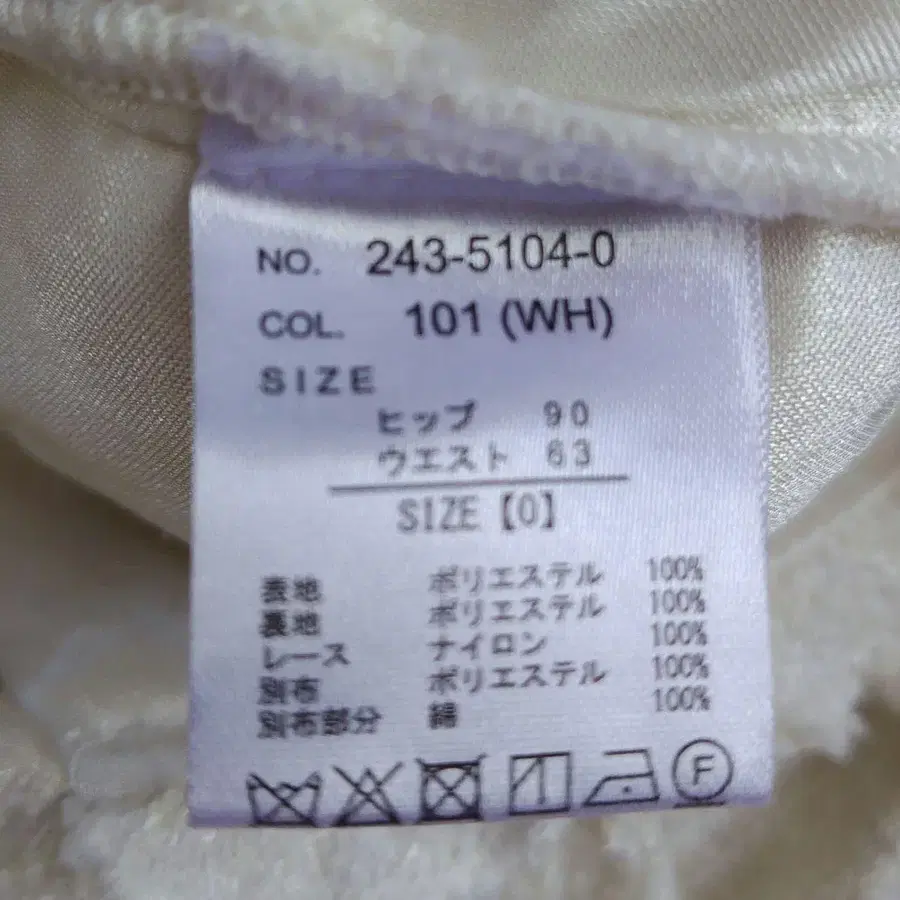 NO. 243-5104-0
COL. 101 (WH)
SIZE
ヒップ 90
ウエスト 63
SIZE【0】
表地 ポリエステル 100%
裏地 ポリエステル 100%
レース ナイロン 100%
別布 ポリエステル 100%
別布部分 綿 100%
F